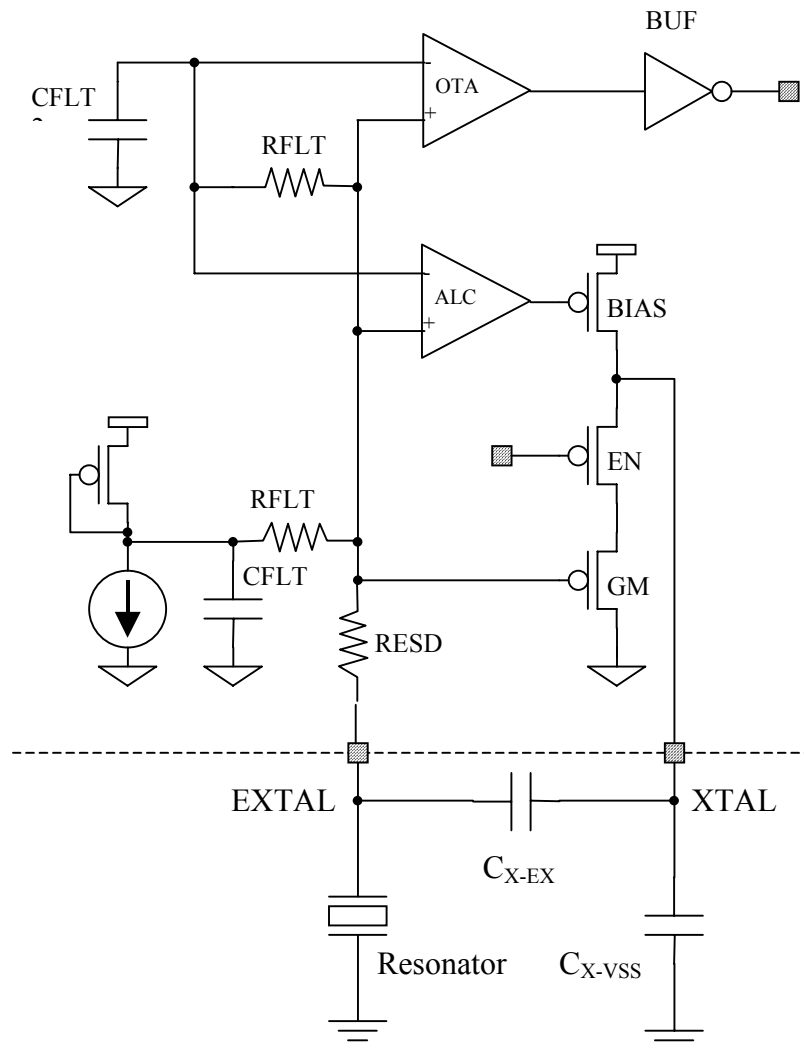 BUF
CFLT
-
OTA
+
RFLT
-
ALC
+
BIAS
EN
RFLT
CFLT
GM
RESD
EXTAL
XTAL
CX-EX
Resonator
CX-VSS